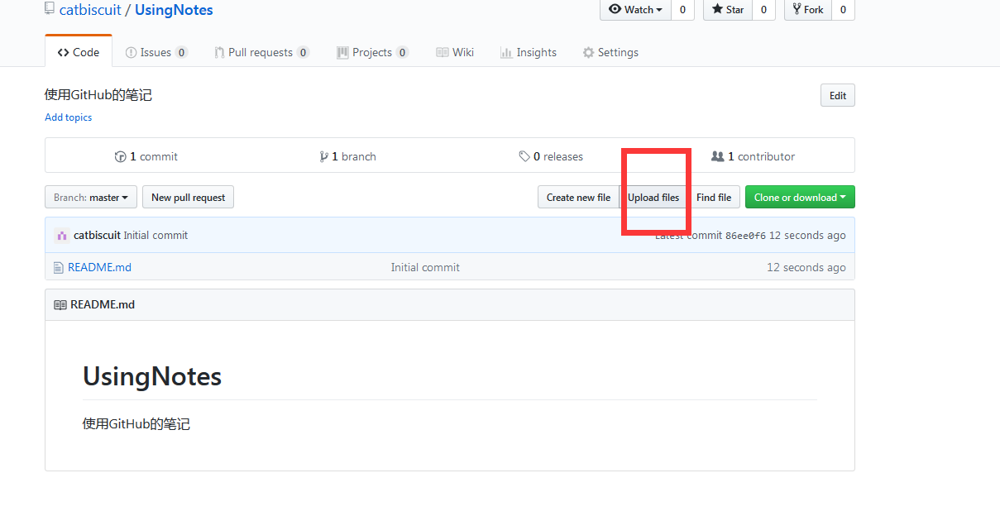 catbiscuit / UsingNotes
Watch 0 Star 0 Fork 0
Code Issues 0 Pull requests 0 Projects 0 Wiki Insights Settings
使用GitHub的笔记
Edit
Add topics
1 commit 1 branch 0 releases 1 contributor
Branch: master New pull request Create new file Upload files Find file Clone or download
catbiscuit Initial commit Latest commit 86ee0f6 12 seconds ago
README.md Initial commit 12 seconds ago
README.md
UsingNotes
使用GitHub的笔记